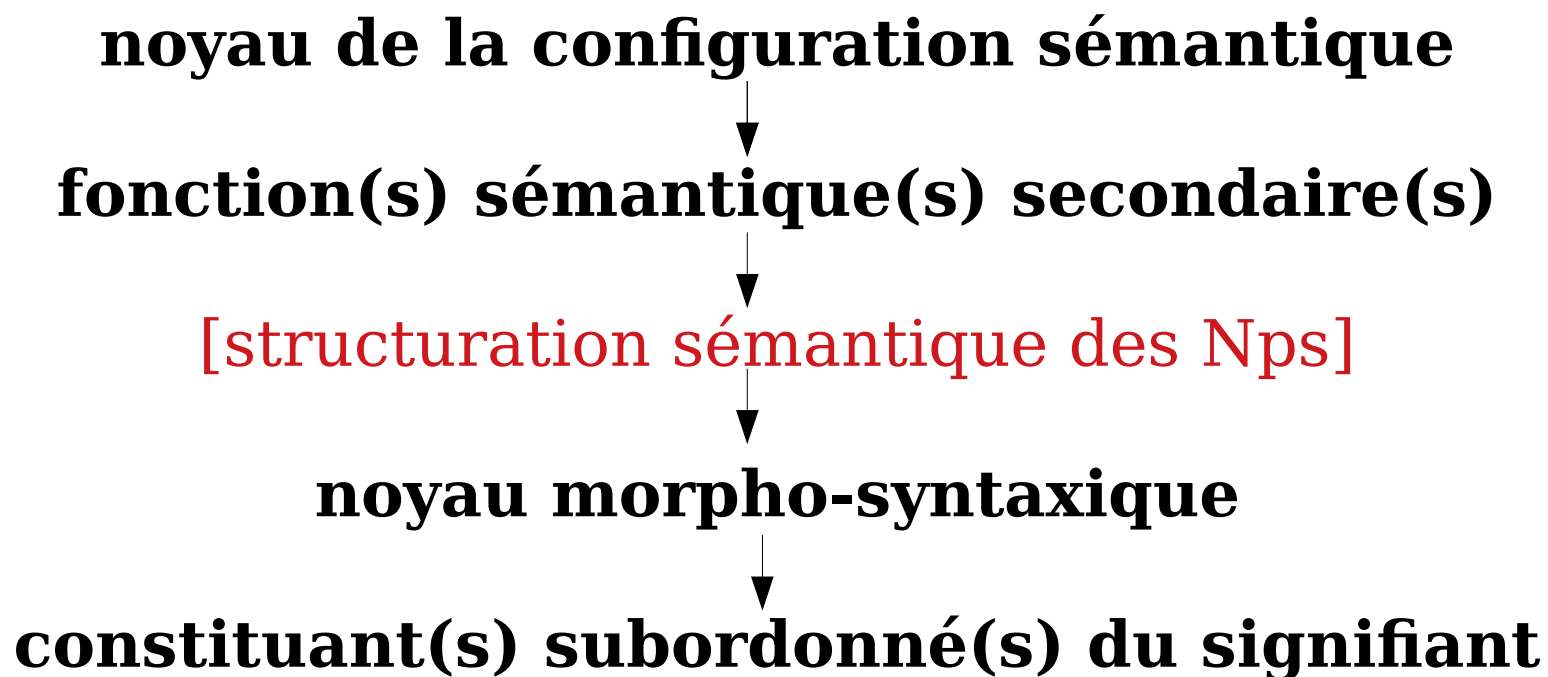 noyau de la configuration sémantique
fonction(s) sémantique(s) secondaire(s)
[structuration sémantique des Nps]
noyau morpho-syntaxique
constituant(s) subordonné(s) du signifiant